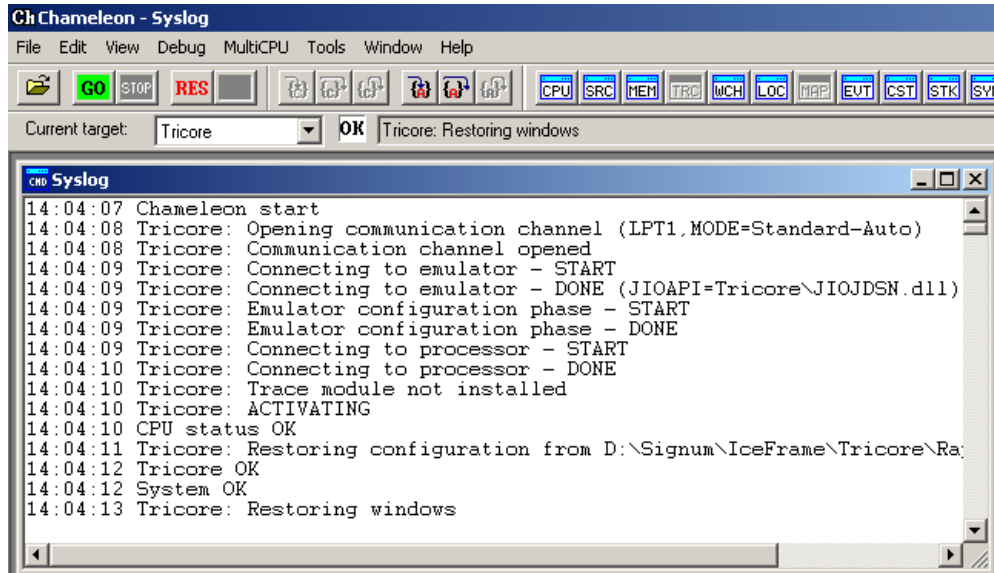 Ch Chameleon - Syslog
File Edit View Debug MultiCPU Tools Window Help
GO STOP RES CPU SRC MEM TRC WCH LOC MAP EVT CST STK
Current target: Tricore OK Tricore: Restoring windows
CMD Syslog
14:04:07 Chameleon start
14:04:08 Tricore: Opening communication channel (LPT1,MODE=Standard-Auto)
14:04:08 Tricore: Communication channel opened
14:04:09 Tricore: Connecting to emulator - START
14:04:09 Tricore: Connecting to emulator - DONE (JIOAPI=Tricore\JIOJDSN.dll)
14:04:09 Tricore: Emulator configuration phase - START
14:04:09 Tricore: Emulator configuration phase - DONE
14:04:09 Tricore: Connecting to processor - START
14:04:10 Tricore: Connecting to processor - DONE
14:04:10 Tricore: Trace module not installed
14:04:10 Tricore: ACTIVATING
14:04:10 CPU status OK
14:04:11 Tricore: Restoring configuration from D:\Signum\IceFrame\Tricore\Ra
14:04:12 Tricore OK
14:04:12 System OK
14:04:13 Tricore: Restoring windows